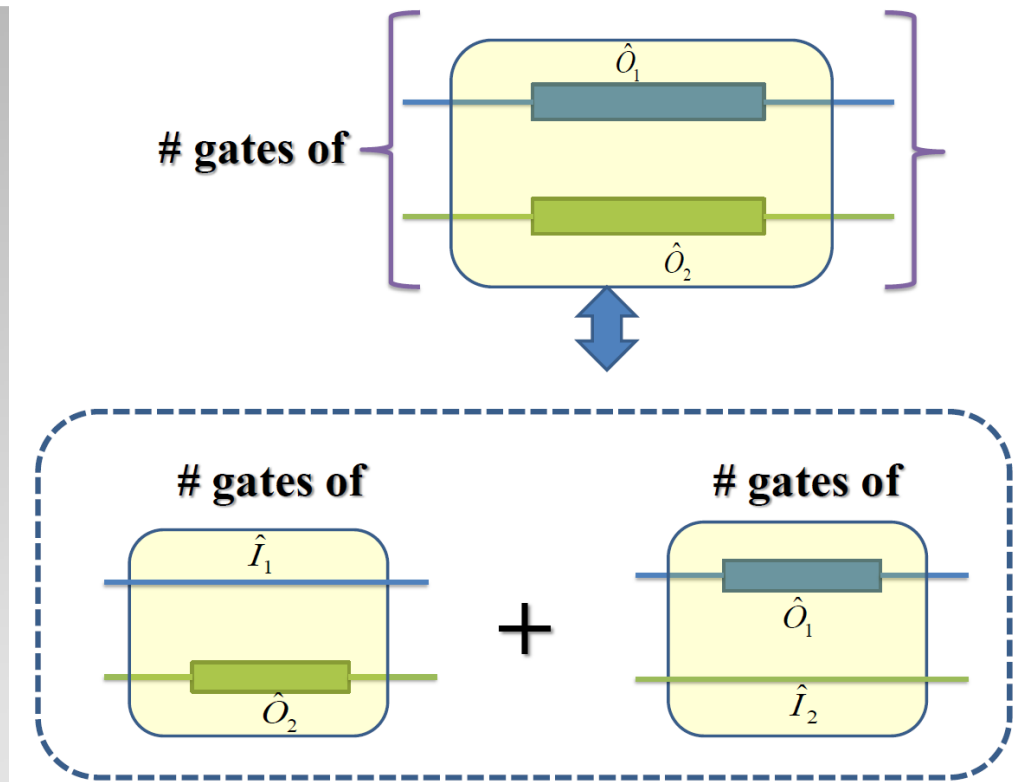 Ô₁
# gates of
Ô₂
# gates of
# gates of
Î₁
Ô₁
+
Ô₂
Î₂